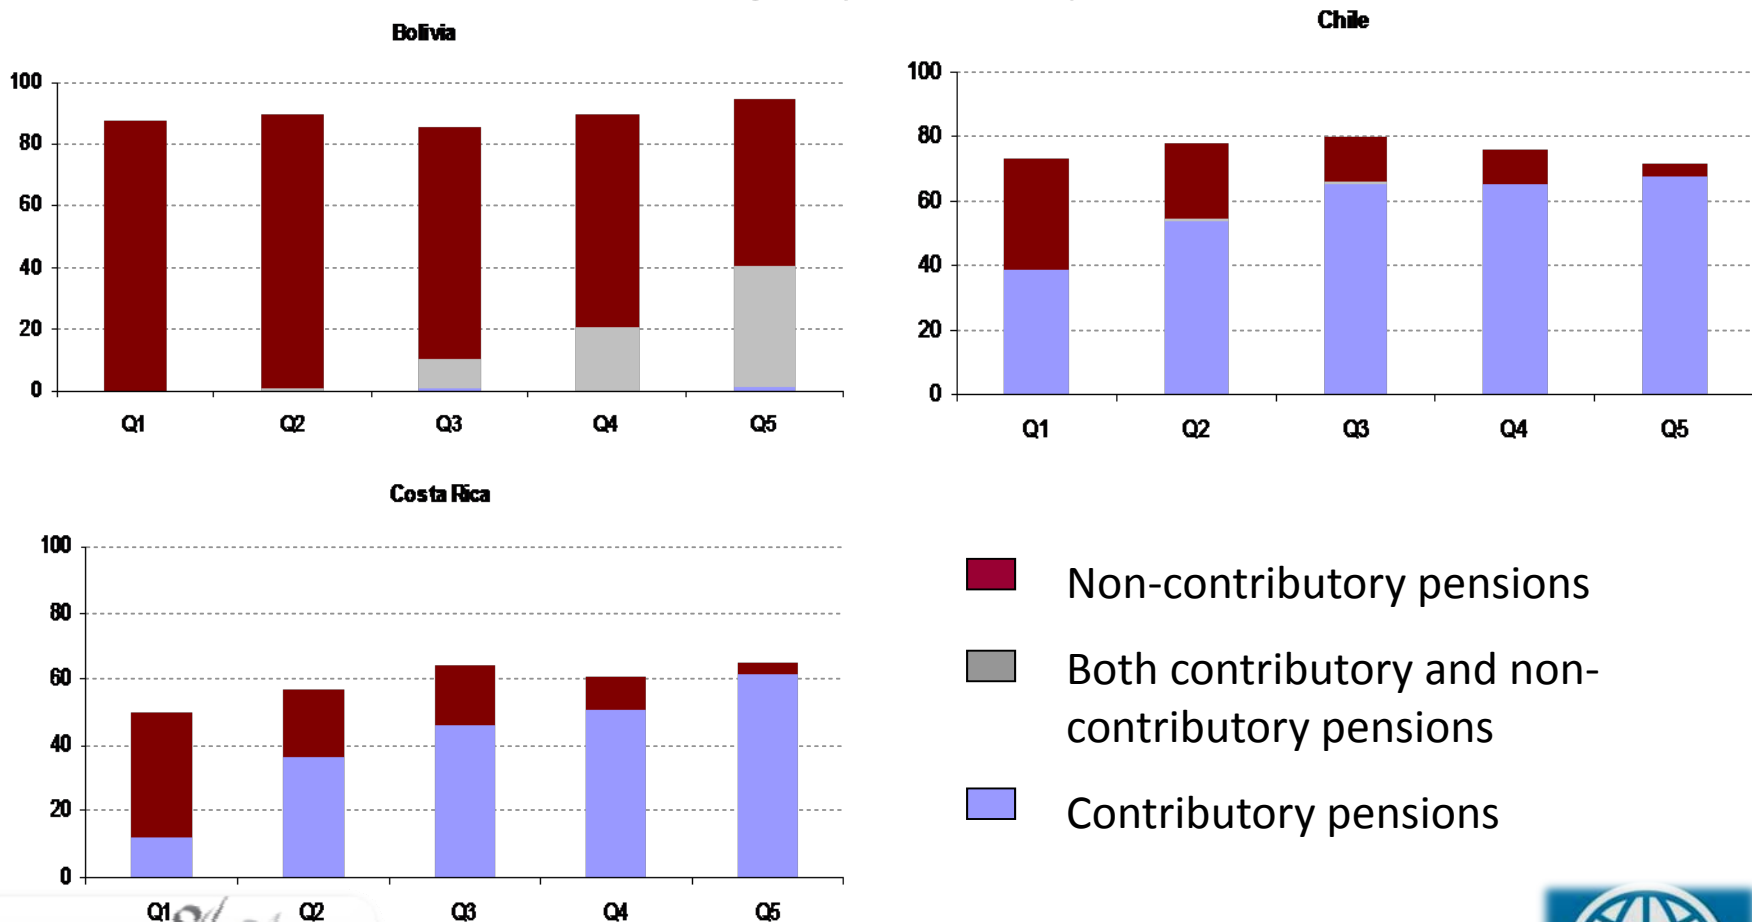 Bolivia
100
80
60
40
20
0
Q1 Q2 Q3 Q4 Q5
Chile
100
80
60
40
20
0
Q1 Q2 Q3 Q4 Q5
Costa Rica
100
80
60
40
20
0
Q1 Q2 Q3 Q4 Q5
Non-contributory pensions
Both contributory and non-
contributory pensions
Contributory pensions